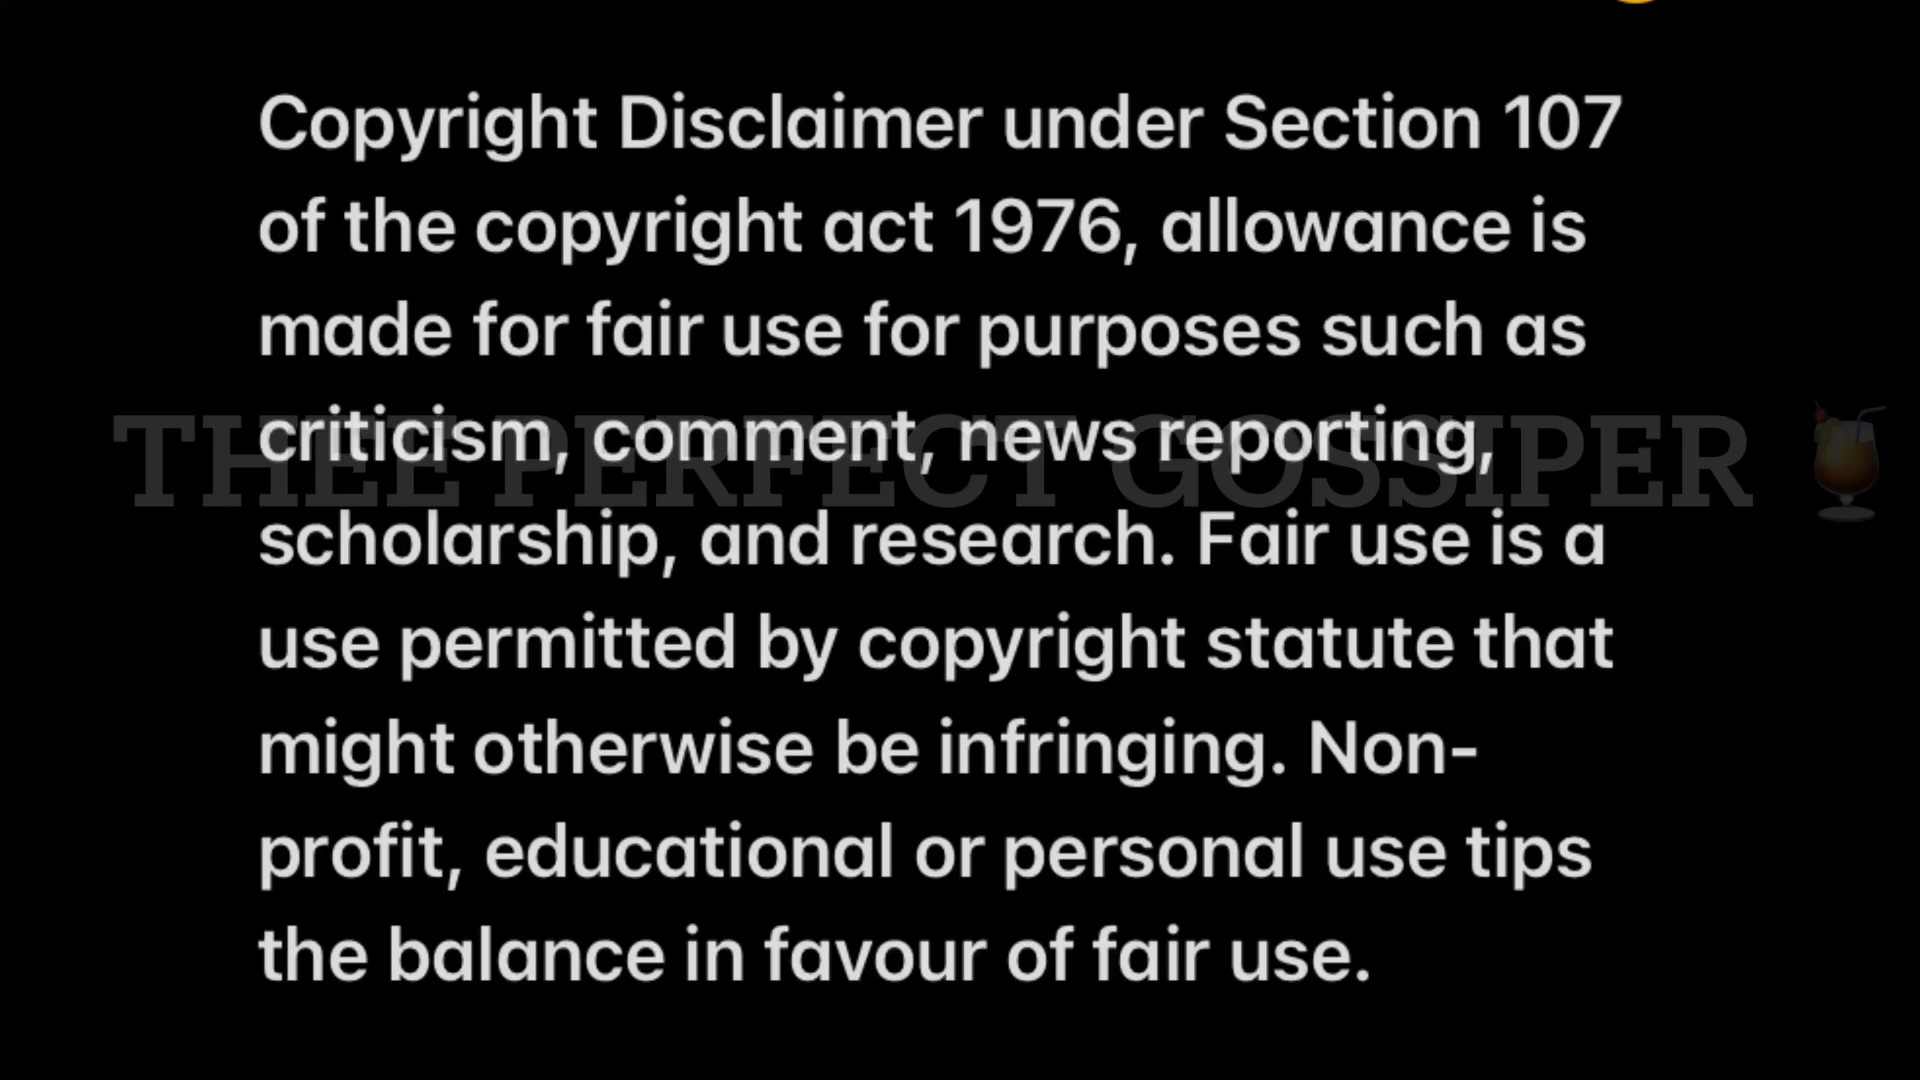 Copyright Disclaimer under Section 107
of the copyright act 1976, allowance is
made for fair use for purposes such as
criticism, comment, news reporting,
THEE PERFECT GOSSIPER
scholarship, and research. Fair use is a
use permitted by copyright statute that
might otherwise be infringing. Non-
profit, educational or personal use tips
the balance in favour of fair use.